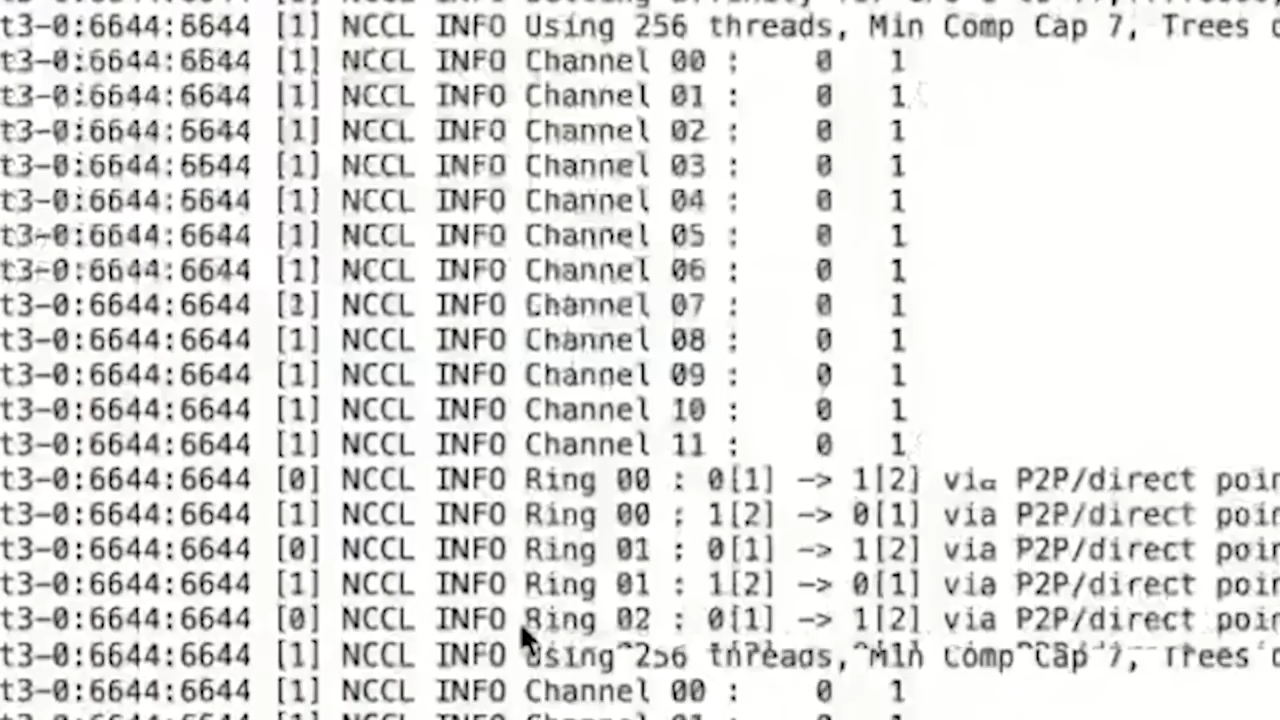 t3-0:6644:6644 [1] NCCL INFO Using 256 threads, Min Comp Cap 7, Trees
t3-0:6644:6644 [1] NCCL INFO Channel 00 : 0 1
t3-0:6644:6644 [1] NCCL INFO Channel 01 : 0 1
t3-0:6644:6644 [1] NCCL INFO Channel 02 : 0 1
t3-0:6644:6644 [1] NCCL INFO Channel 03 : 0 1
t3-0:6644:6644 [1] NCCL INFO Channel 04 : 0 1
t3-0:6644:6644 [1] NCCL INFO Channel 05 : 0 1
t3-0:6644:6644 [1] NCCL INFO Channel 06 : 0 1
t3-0:6644:6644 [1] NCCL INFO Channel 07 : 0 1
t3-0:6644:6644 [1] NCCL INFO Channel 08 : 0 1
t3-0:6644:6644 [1] NCCL INFO Channel 09 : 0 1
t3-0:6644:6644 [1] NCCL INFO Channel 10 : 0 1
t3-0:6644:6644 [1] NCCL INFO Channel 11 : 0 1
t3-0:6644:6644 [0] NCCL INFO Ring 00 : 0[1] -> 1[2] via P2P/direct poin
t3-0:6644:6644 [1] NCCL INFO Ring 00 : 1[2] -> 0[1] via P2P/direct poin
t3-0:6644:6644 [0] NCCL INFO Ring 01 : 0[1] -> 1[2] via P2P/direct poin
t3-0:6644:6644 [1] NCCL INFO Ring 01 : 1[2] -> 0[1] via P2P/direct poin
t3-0:6644:6644 [0] NCCL INFO Ring 02 : 0[1] -> 1[2] via P2P/direct poin
t3-0:6644:6644 [1] NCCL INFO Using 256 threads, Min Comp Cap 7, Trees
t3-0:6644:6644 [1] NCCL INFO Channel 00 : 0 1